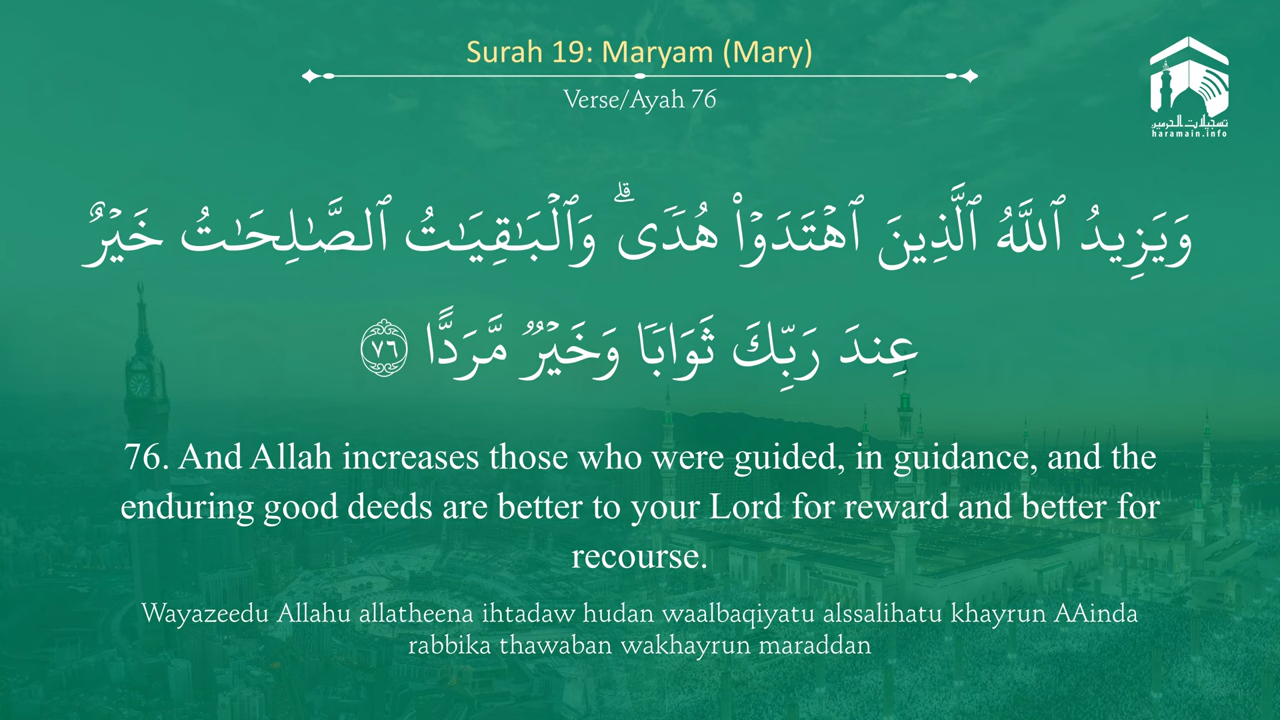 Surah 19: Maryam (Mary)
Verse/Ayah 76
تسجيلات الحرمين
haramain.info
وَيَزِيدُ ٱللَّهُ ٱلَّذِينَ ٱهْتَدَوْا۟ هُدًى ۗ وَٱلْبَـٰقِيَـٰتُ ٱلصَّـٰلِحَـٰتُ خَيْرٌ
عِندَ رَبِّكَ ثَوَابًا وَخَيْرٌ مَّرَدًّا ٧٦
76. And Allah increases those who were guided, in guidance, and the
enduring good deeds are better to your Lord for reward and better for
recourse.
Wayazeedu Allahu allatheena ihtadaw hudan waalbaqiyatu alssalihatu khayrun AAinda
rabbika thawaban wakhayrun maraddan